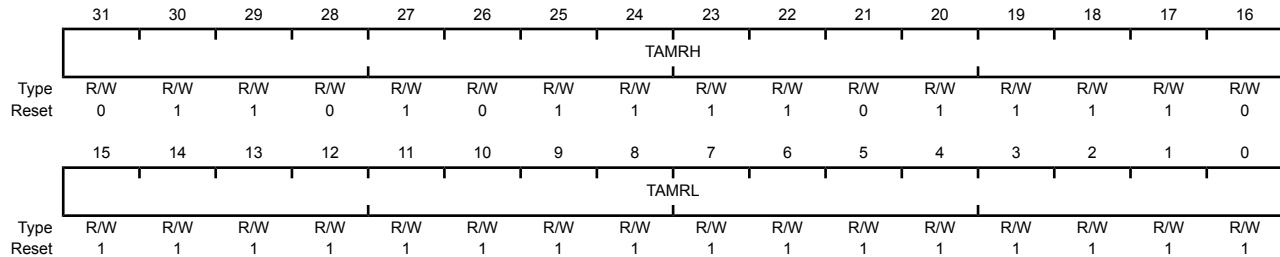 31 30 29 28 27 26 25 24 23 22 21 20 19 18 17 16
TAMRH
Type R/W R/W R/W R/W R/W R/W R/W R/W R/W R/W R/W R/W R/W R/W R/W R/W
Reset 0 1 1 0 1 0 1 1 1 1 0 1 1 1 1 0
15 14 13 12 11 10 9 8 7 6 5 4 3 2 1 0
TAMRL
Type R/W R/W R/W R/W R/W R/W R/W R/W R/W R/W R/W R/W R/W R/W R/W R/W
Reset 1 1 1 1 1 1 1 1 1 1 1 1 1 1 1 1